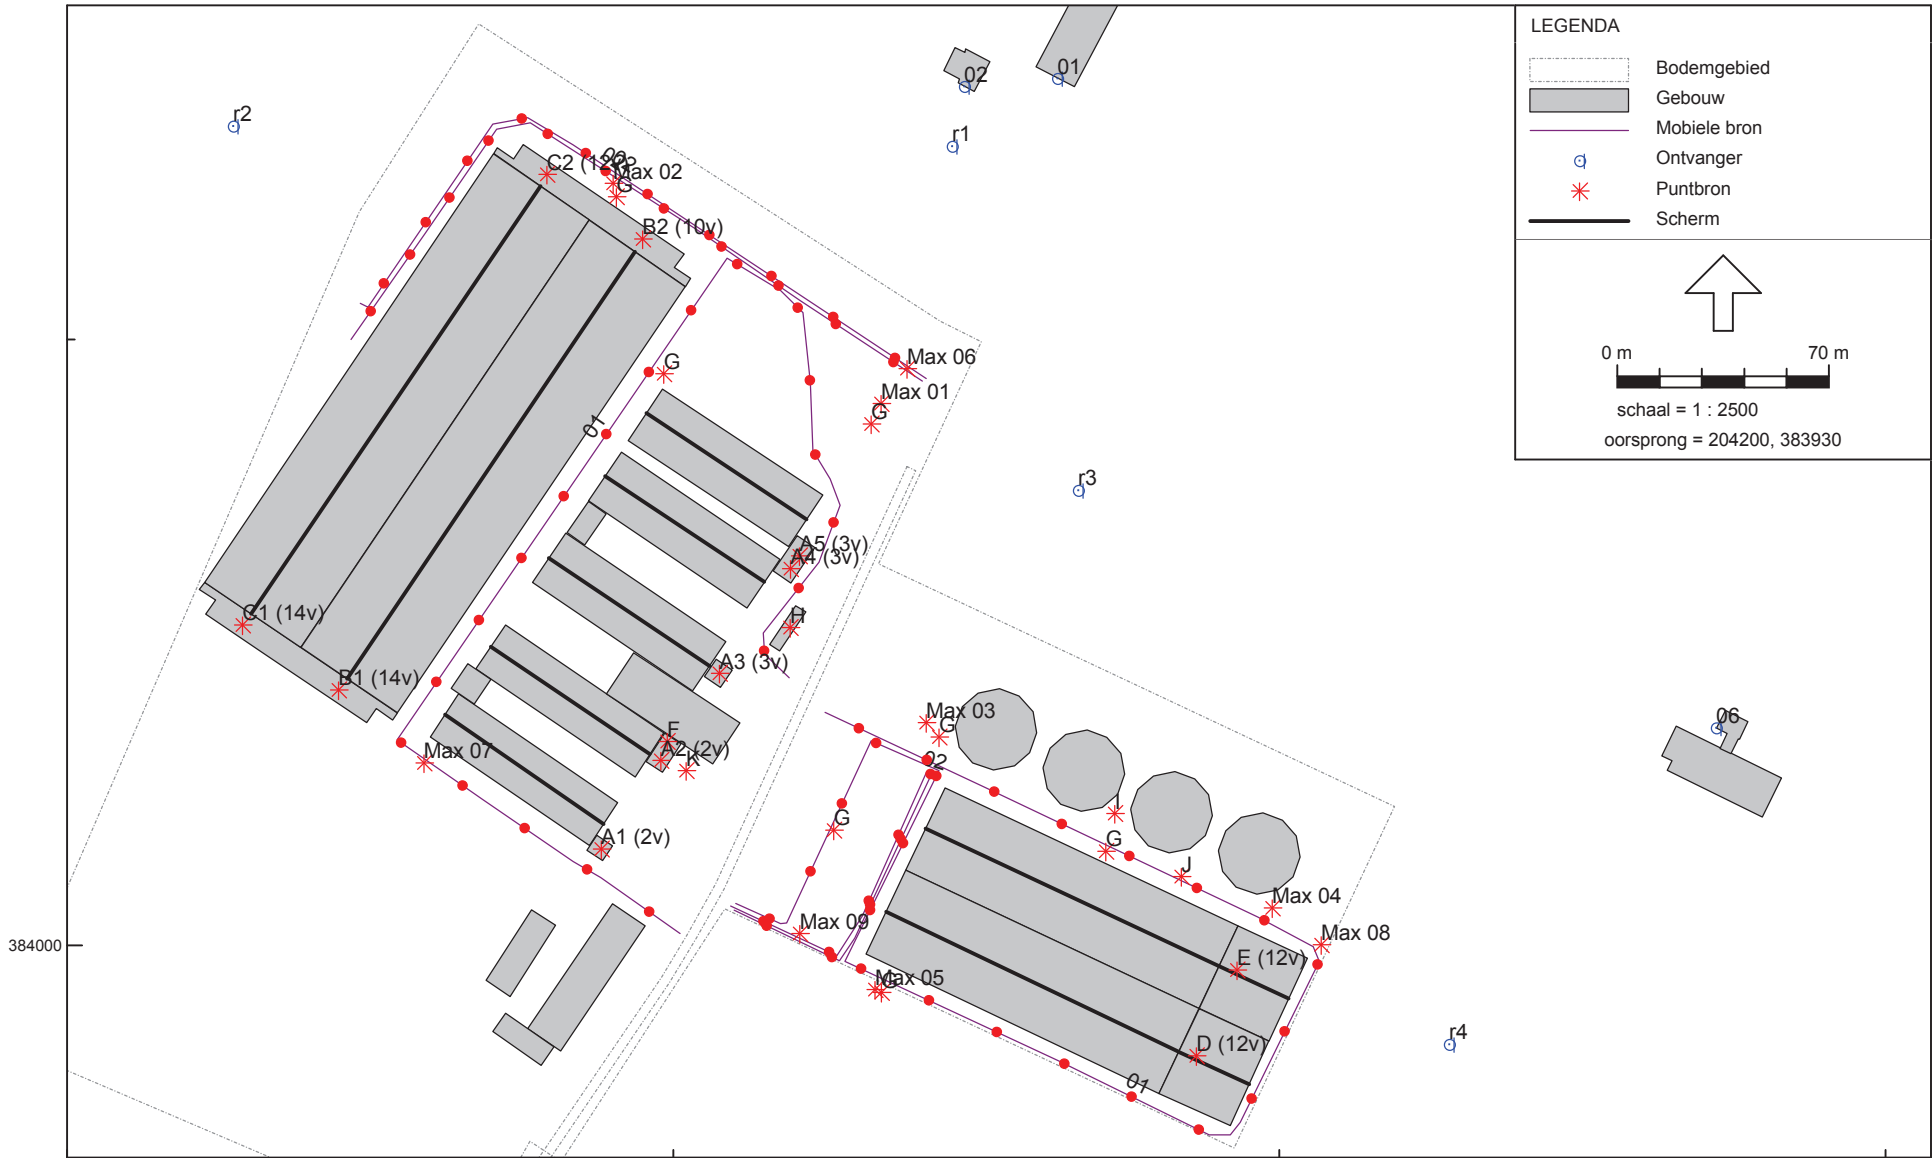 LEGENDA
Bodemgebied
Gebouw
Mobiele bron
Ontvanger
Puntbron
Scherm
0 m 70 m
schaal = 1 : 2500
oorsprong = 204200, 383930
02
01
r2
r1
C2 (12v)
Max 02
G
B2 (10v)
Max 06
G
Max 01
G
01
r3
A5 (3v)
A4 (3v)
H
C1 (14v)
A3 (3v)
B1 (14v)
Max 03
G
06
F
A2 (2v)
K
Max 07
02
I
G
A1 (2v)
G
J
Max 04
Max 09
Max 08
384000
E (12v)
Max 05
G
r4
D (12v)
01